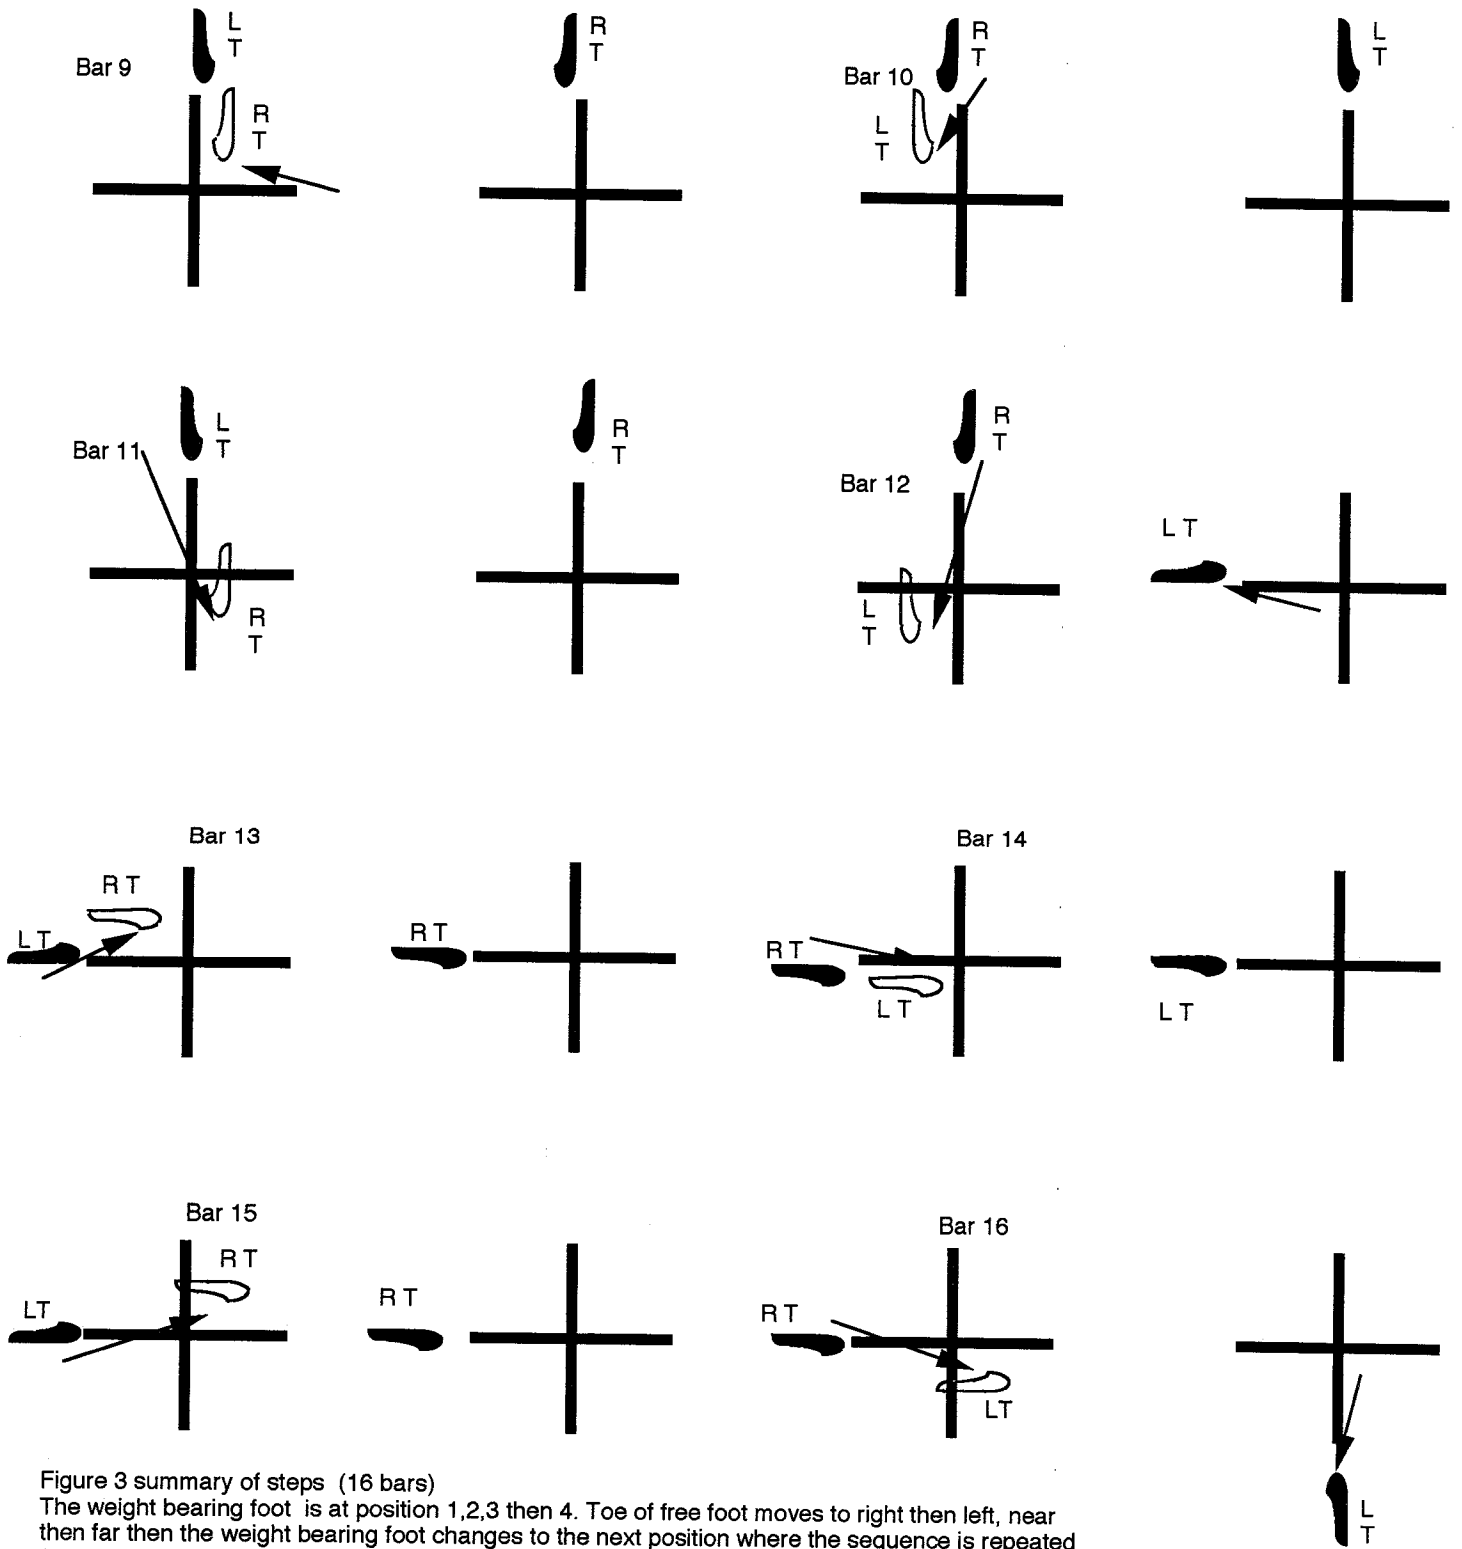 L
T
Bar 9
R
T
R
T
R
T
Bar 10
L
T
L
T
L
T
Bar 11
R
T
R
T
R
T
Bar 12
L
T
L T
Bar 13
R T
L T
R T
Bar 14
R T
L T
L T
Bar 15
R T
LT
R T
Bar 16
R T
LT
L
T
Figure 3 summary of steps (16 bars)
The weight bearing foot is at position 1,2,3 then 4. Toe of free foot moves to right then left, near
then far then the weight bearing foot changes to the next position where the sequence is repeated